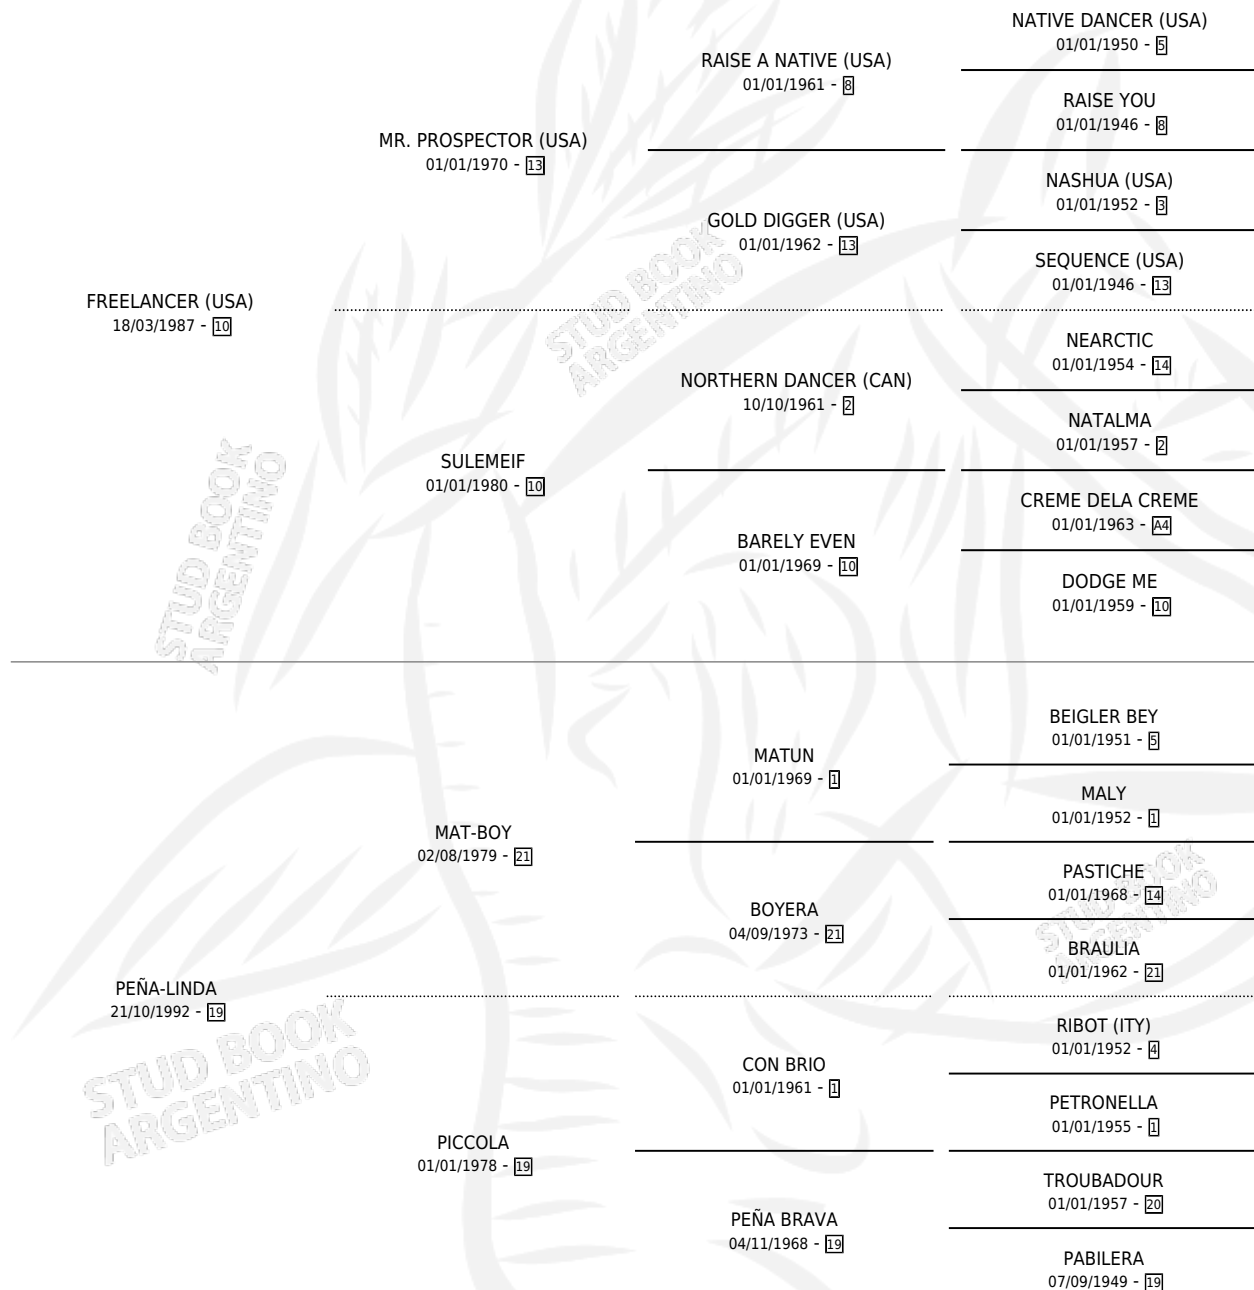 NATIVE DANCER (USA)
01/01/1950 - 5
RAISE A NATIVE (USA)
01/01/1961 - 8
RAISE YOU
01/01/1946 - 8
MR. PROSPECTOR (USA)
01/01/1970 - 13
NASHUA (USA)
01/01/1952 - 3
GOLD DIGGER (USA)
01/01/1962 - 13
SEQUENCE (USA)
01/01/1946 - 13
FREELANCER (USA)
18/03/1987 - 10
NEARCTIC
01/01/1954 - 14
NORTHERN DANCER (CAN)
10/10/1961 - 2
NATALMA
01/01/1957 - 2
SULEMEIF
01/01/1980 - 10
CREME DELA CREME
01/01/1963 - A4
BARELY EVEN
01/01/1969 - 10
DODGE ME
01/01/1959 - 10
BEIGLER BEY
01/01/1951 - 5
MATUN
01/01/1969 - 1
MALY
01/01/1952 - 1
MAT-BOY
02/08/1979 - 21
PASTICHE
01/01/1968 - 14
BOYERA
04/09/1973 - 21
BRAULIA
01/01/1962 - 21
PEÑA-LINDA
21/10/1992 - 19
RIBOT (ITY)
01/01/1952 - 4
CON BRIO
01/01/1961 - 1
PETRONELLA
01/01/1955 - 1
PICCOLA
01/01/1978 - 19
TROUBADOUR
01/01/1957 - 20
PEÑA BRAVA
04/11/1968 - 19
PABILERA
07/09/1949 - 19
STUD BOOK
ARGENTINO
STUD BOOK
ARGENTINO
STUD BOOK
ARGENTINO
STUD BOOK
ARGENTINO